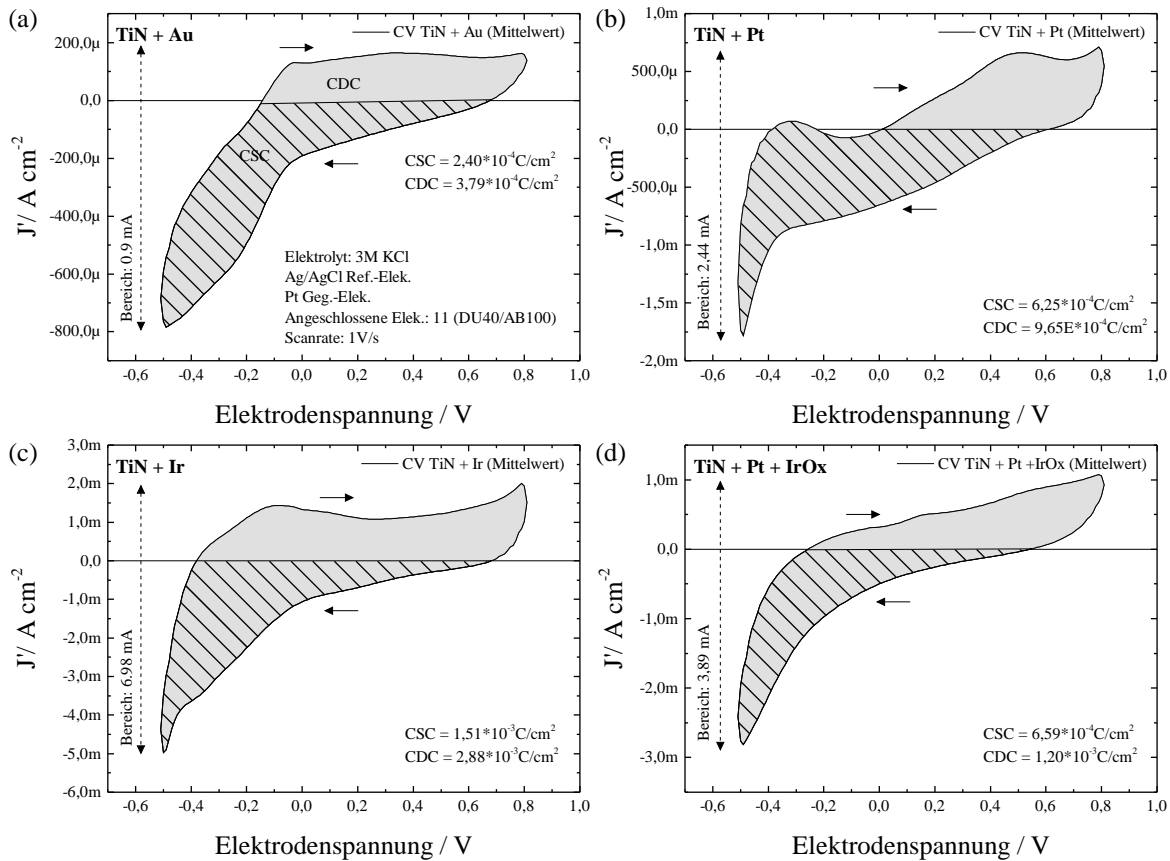 (a)
TiN + Au
CV TiN + Au (Mittelwert)
200,0µ
0,0
-200,0µ
-400,0µ
-600,0µ
-800,0µ
J'/ A cm-2
Bereich: 0.9 mA
CDC
CSC
CSC = 2,40*10-4C/cm2
CDC = 3,79*10-4C/cm2
Elektrolyt: 3M KCl
Ag/AgCl Ref.-Elek.
Pt Geg.-Elek.
Angeschlossene Elek.: 11 (DU40/AB100)
Scanrate: 1V/s
-0,6 -0,4 -0,2 0,0 0,2 0,4 0,6 0,8 1,0
Elektrodenspannung / V
(b)
TiN + Pt
CV TiN + Pt (Mittelwert)
1,0m
500,0µ
0,0
-500,0µ
-1,0m
-1,5m
-2,0m
J'/ A cm-2
Bereich: 2,44 mA
CSC = 6,25*10-4C/cm2
CDC = 9,65E*10-4C/cm2
-0,6 -0,4 -0,2 0,0 0,2 0,4 0,6 0,8 1,0
Elektrodenspannung / V
(c)
TiN + Ir
CV TiN + Ir (Mittelwert)
3,0m
2,0m
1,0m
0,0
-1,0m
-2,0m
-3,0m
-4,0m
-5,0m
-6,0m
J'/ A cm-2
Bereich: 6.98 mA
CSC = 1,51*10-3C/cm2
CDC = 2,88*10-3C/cm2
-0,6 -0,4 -0,2 0,0 0,2 0,4 0,6 0,8 1,0
Elektrodenspannung / V
(d)
TiN + Pt + IrOx
CV TiN + Pt +IrOx (Mittelwert)
1,0m
0,0
-1,0m
-2,0m
-3,0m
J'/ A cm-2
Bereich: 3,89 mA
CSC = 6,59*10-4C/cm2
CDC = 1,20*10-3C/cm2
-0,6 -0,4 -0,2 0,0 0,2 0,4 0,6 0,8 1,0
Elektrodenspannung / V